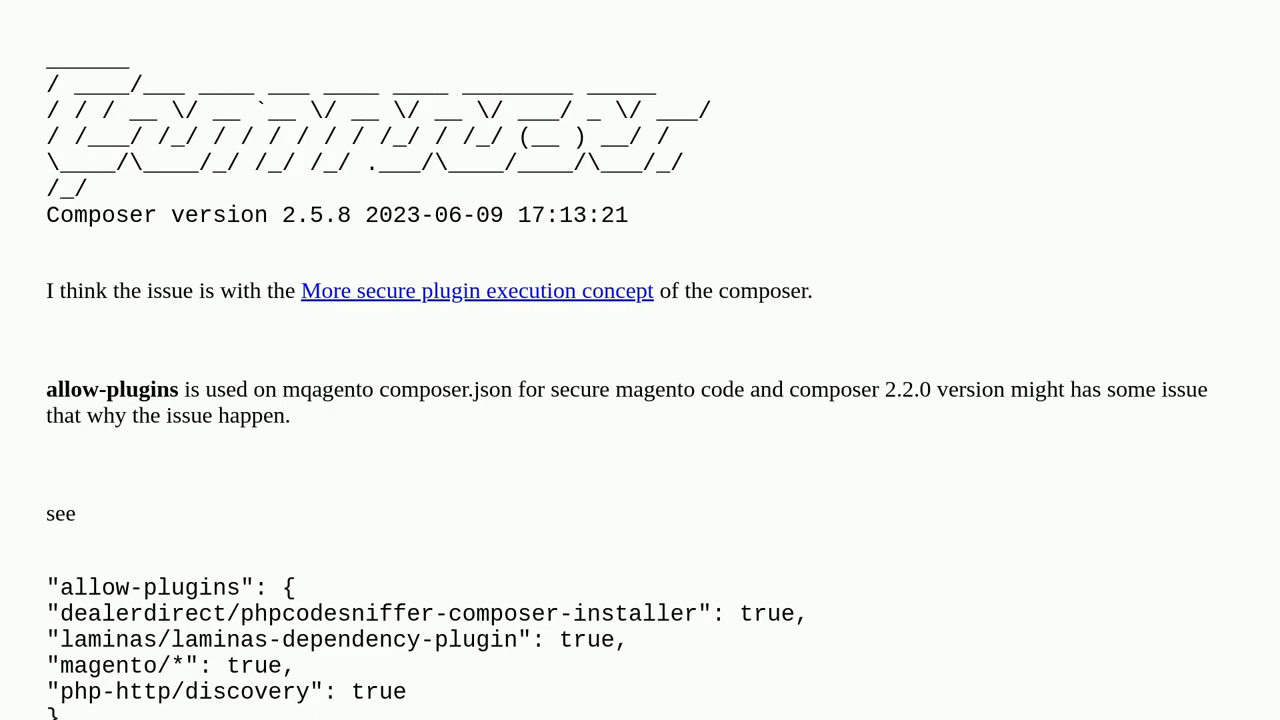 ______
/ ____/___ ____ ___ ____ ____ ________ _____
/ / / __ \/ __ `__ \/ __ \/ __ \/ ___/ _ \/ ___/
/ /___/ /_/ / / / / / / /_/ / /_/ (__ ) __/ /
\____/\____/_/ /_/ /_/ .___/\____/____/\___/_/
/_/
Composer version 2.5.8 2023-06-09 17:13:21
I think the issue is with the More secure plugin execution concept of the composer.
allow-plugins is used on mqagento composer.json for secure magento code and composer 2.2.0 version might has some issue
that why the issue happen.
see
"allow-plugins": {
"dealerdirect/phpcodesniffer-composer-installer": true,
"laminas/laminas-dependency-plugin": true,
"magento/*": true,
"php-http/discovery": true
}